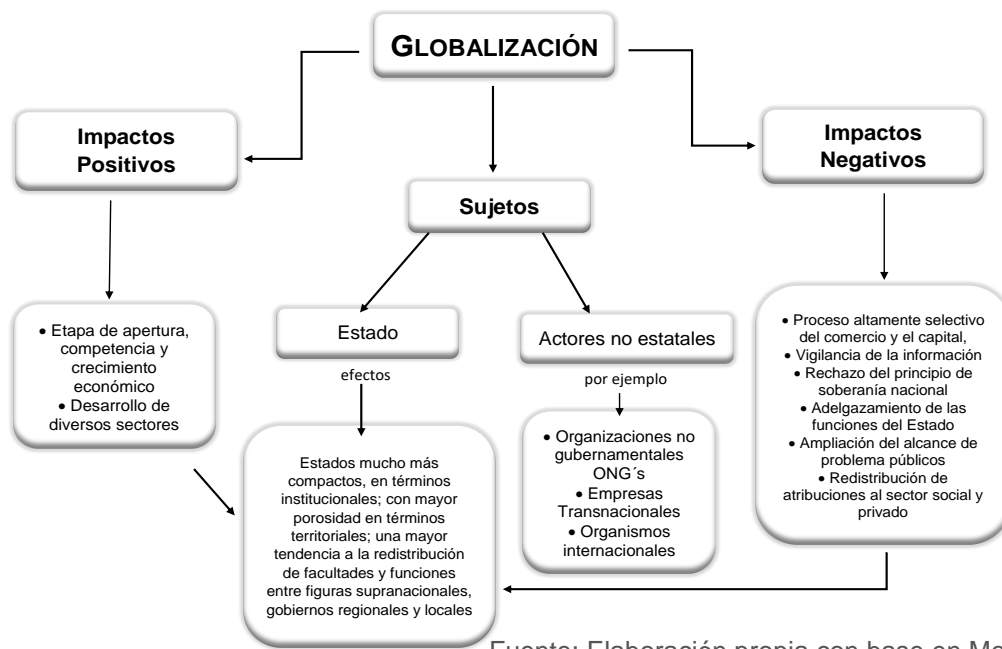 GLOBALIZACIÓN
Impactos
Positivos
Impactos
Negativos
Sujetos
• Etapa de apertura,
competencia y
crecimiento
económico
• Desarrollo de
diversos sectores
Estado
efectos
Estados mucho más
compactos, en términos
institucionales; con mayor
porosidad en términos
territoriales; una mayor
tendencia a la redistribución
de facultades y funciones
entre figuras supranacionales,
gobiernos regionales y locales
Actores no estatales
por ejemplo
• Organizaciones no
gubernamentales
ONG´s
• Empresas
Transnacionales
• Organismos
internacionales
• Proceso altamente selectivo
del comercio y el capital,
• Vigilancia de la información
• Rechazo del principio de
soberanía nacional
• Adelgazamiento de las
funciones del Estado
• Ampliación del alcance de
problema públicos
• Redistribución de
atribuciones al sector social y
privado
Fuente: Elaboración propia con base en